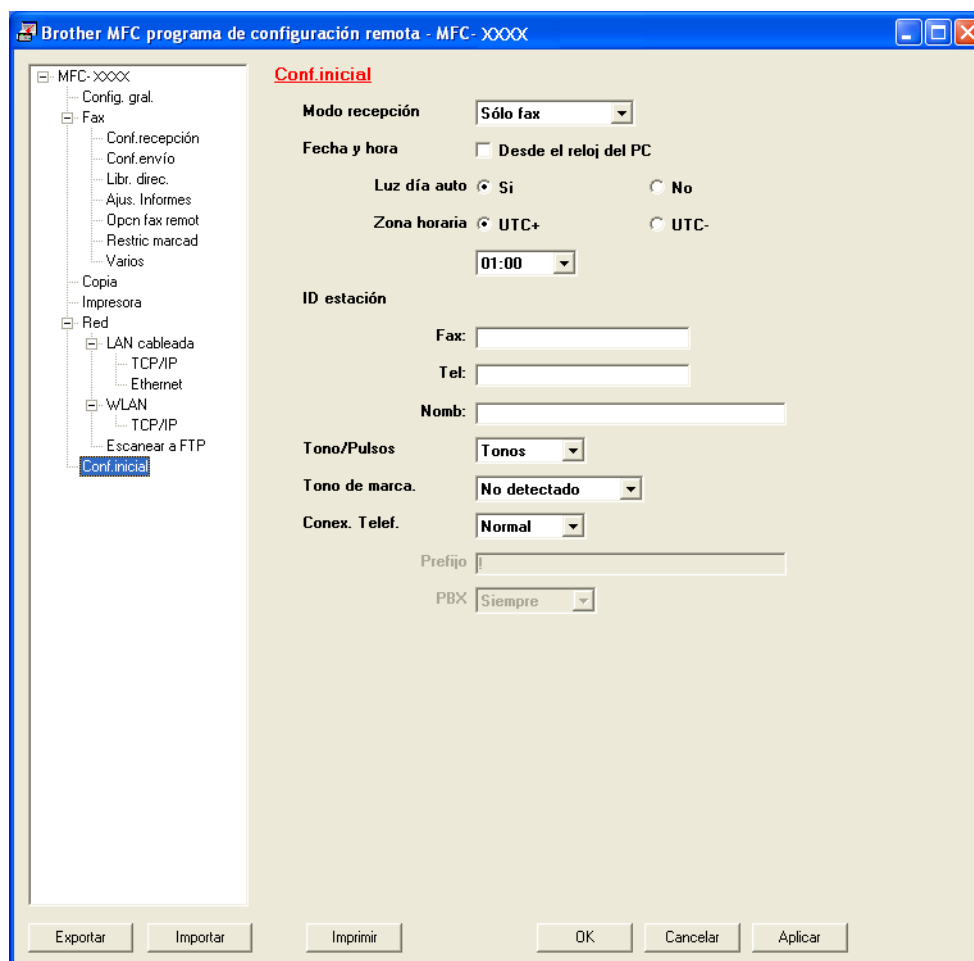 Brother MFC programa de configuración remota - MFC- XXXX
MFC- XXXX
Config. gral.
Fax
Conf.recepción
Conf.envío
Libr. direc.
Ajus. Informes
Opcn fax remot
Restric marcad
Varios
Copia
Impresora
Red
LAN cableada
TCP/IP
Ethernet
WLAN
TCP/IP
Escanear a FTP
Conf.inicial
Conf.inicial
Modo recepción Sólo fax
Fecha y hora Desde el reloj del PC
Luz día auto Si No
Zona horaria UTC+ UTC-
01:00
ID estación
Fax:
Tel:
Nomb:
Tono/Pulsos Tonos
Tono de marca. No detectado
Conex. Telef. Normal
Prefijo !
PBX Siempre
Exportar Importar Imprimir OK Cancelar Aplicar